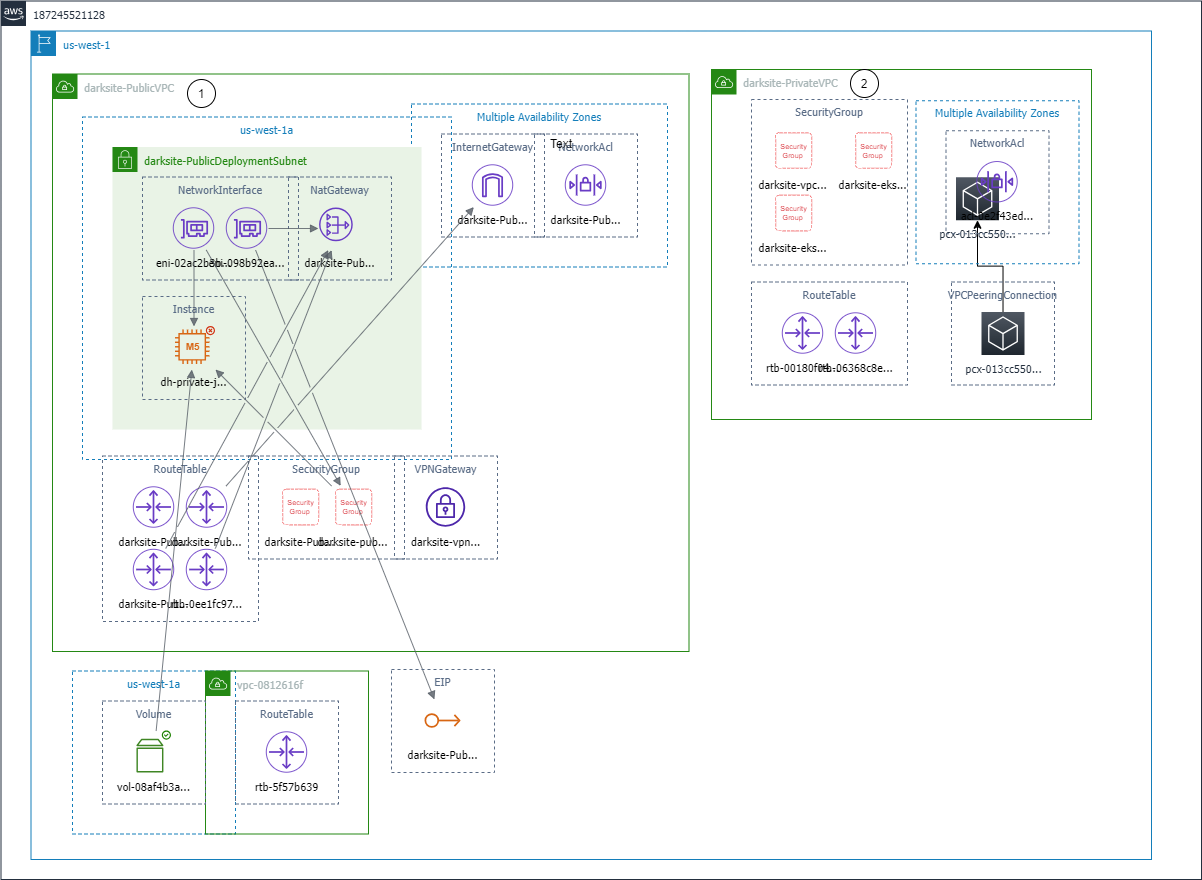 aws
187245521128
us-west-1
darksite-PublicVPC
1
us-west-1a
Multiple Availability Zones
darksite-PublicDeploymentSubnet
NetworkInterface
NatGateway
InternetGateway
Text
NetworkAcl
eni-02ac2b5b...
eni-098b92ea...
darksite-Pub...
darksite-Pub...
darksite-Pub...
Instance
M5
dh-private-j...
RouteTable
SecurityGroup
VPNGateway
Security
Group
Security
Group
darksite-Pub...
darksite-Pub...
darksite-Pub...
darksite-pub...
darksite-vpn...
darksite-Pub...
rtb-0ee1fc97...
us-west-1a
Volume
vol-08af4b3a...
vpc-0812616f
RouteTable
rtb-5f57b639
EIP
darksite-Pub...
darksite-PrivateVPC
2
SecurityGroup
Security
Group
Security
Group
darksite-vpc...
darksite-eks...
Security
Group
darksite-eks...
Multiple Availability Zones
NetworkAcl
pcx-013cc550...
RouteTable
rtb-00180f04...
rtb-06368c8e...
VPCPeeringConnection
pcx-013cc550...